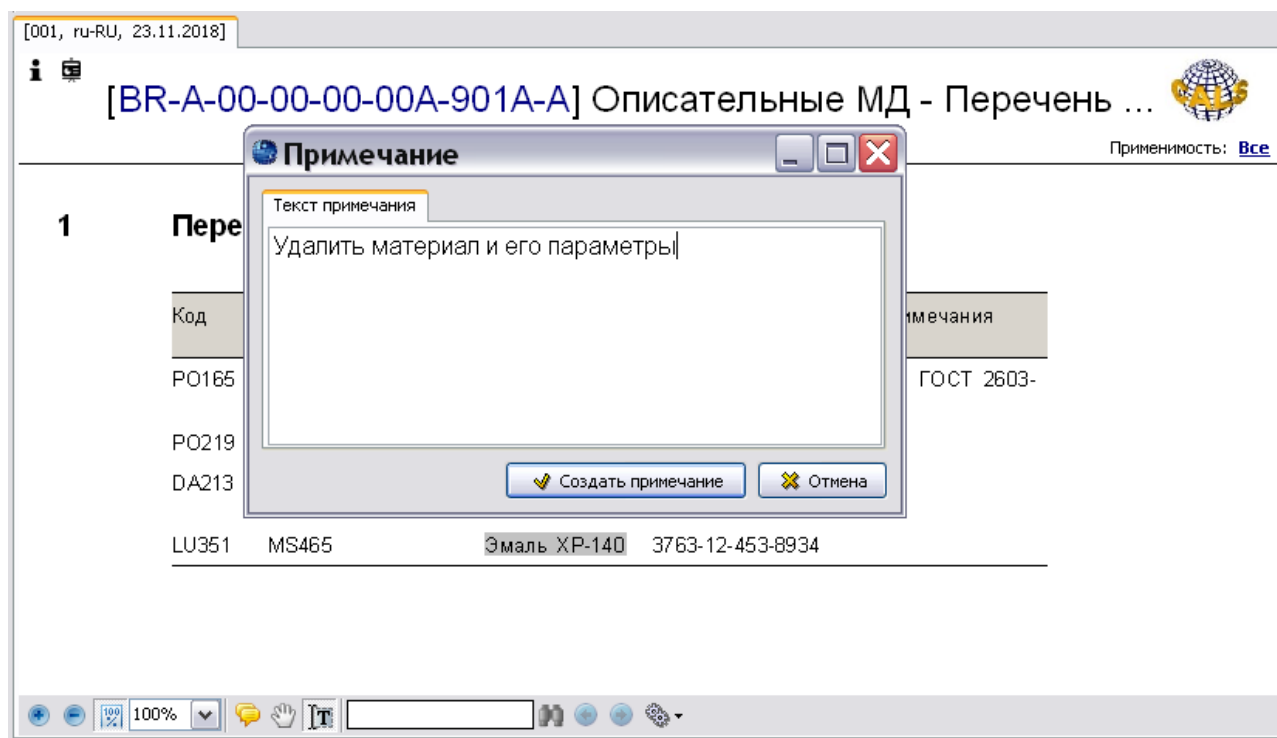 [001, ru-RU, 23.11.2018]
[BR-A-00-00-00-00A-901A-A] Описательные МД - Перечень ...
CALS
Применимость: Все
Примечание
Текст примечания
Удалить материал и его параметры
1 Пере
Код имечания
PO165 ГОСТ 2603-
PO219
DA213
Создать примечание Отмена
LU351 MS465 Эмаль ХР-140 3763-12-453-8934
100%